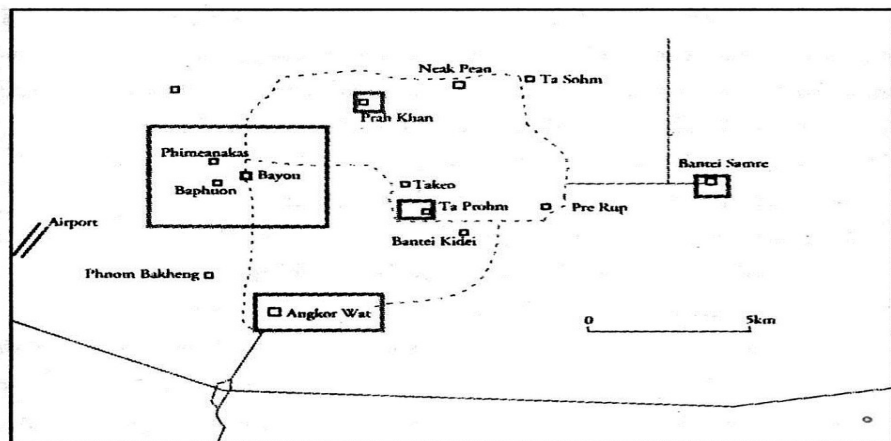 Neak Pean
Ta Sohm
Prah Khan
Phimeanakas
Bantei Samre
Bayon
Baphuon
Takeo
Ta Prohm
Pre Rup
Airport
Bantei Kidei
Phnom Bakheng
Angkor Wat
0 5km